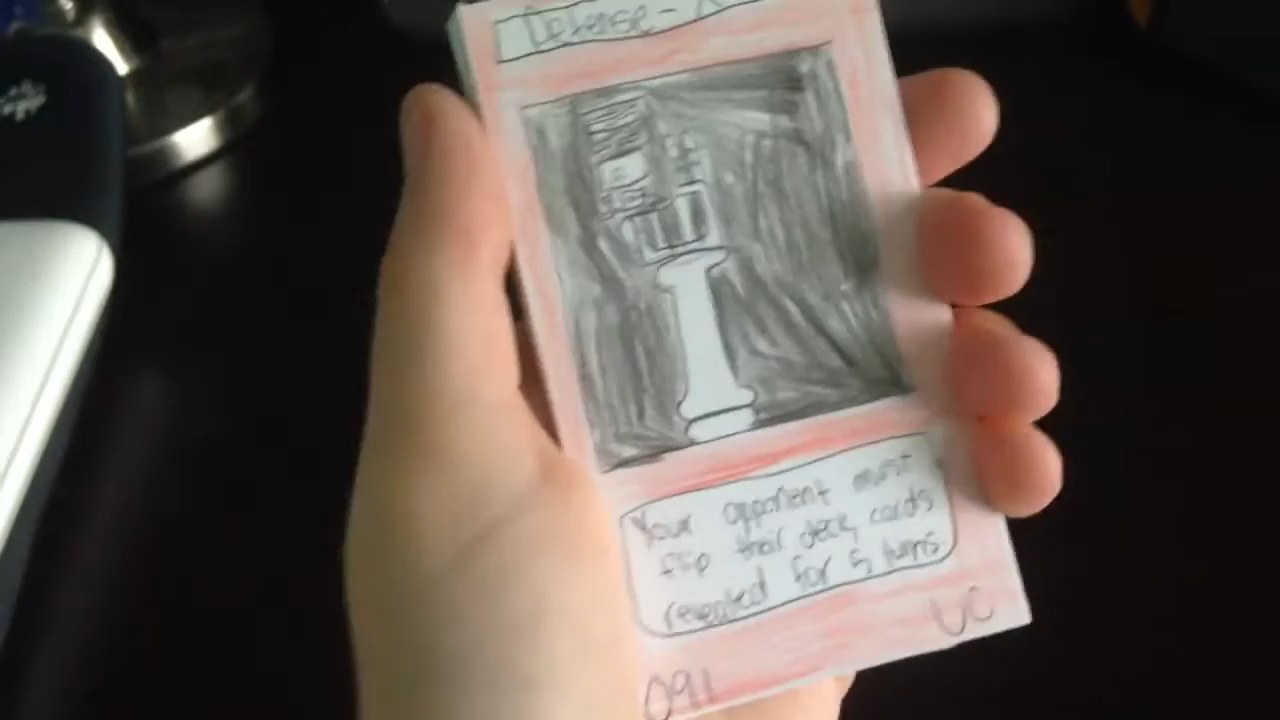 Defense - X
Your opponent must
flip their deck, cards
revealed for 5 turns
UC
091